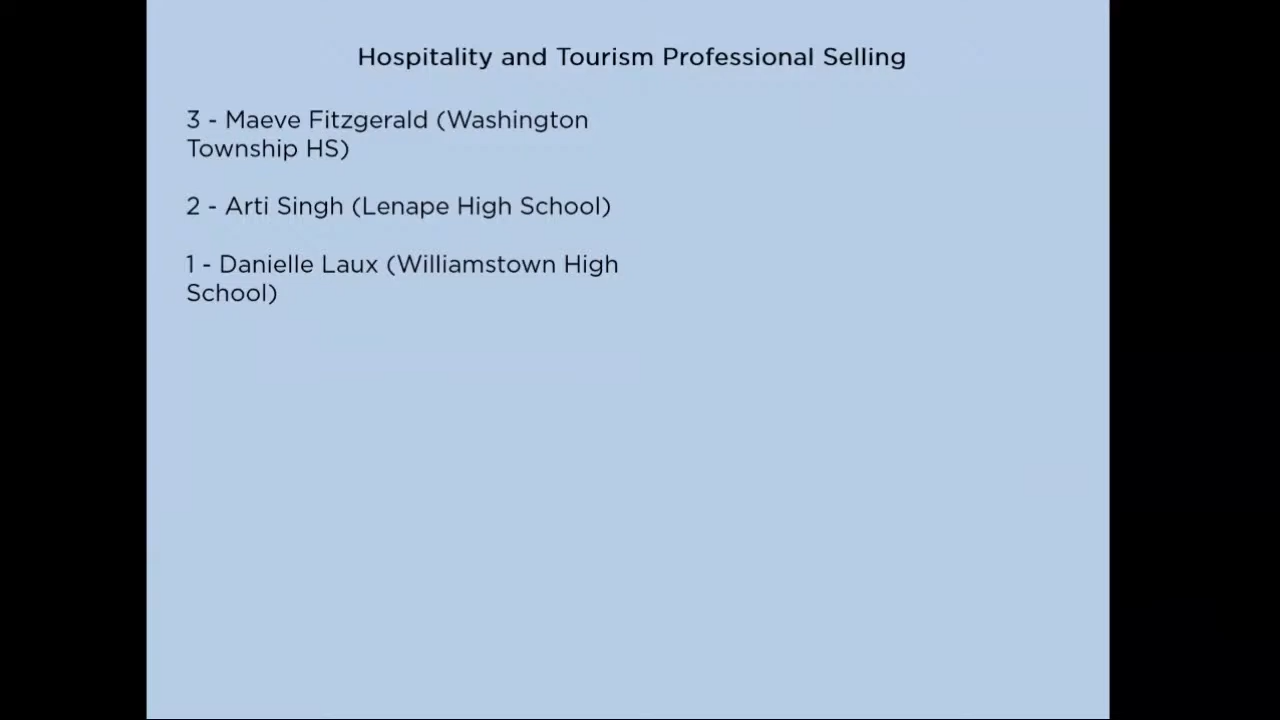 Hospitality and Tourism Professional Selling
3 - Maeve Fitzgerald (Washington
Township HS)
2 - Arti Singh (Lenape High School)
1 - Danielle Laux (Williamstown High
School)